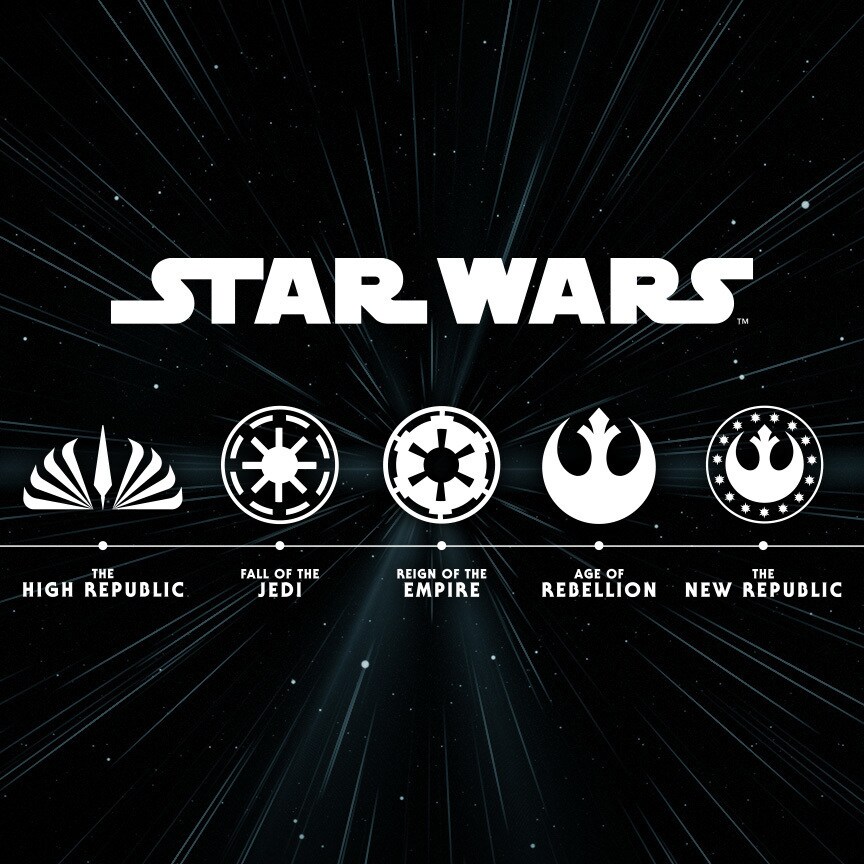 STAR WARS™
THE
HIGH REPUBLIC
FALL OF THE
JEDI
REIGN OF THE
EMPIRE
AGE OF
REBELLION
THE
NEW REPUBLIC